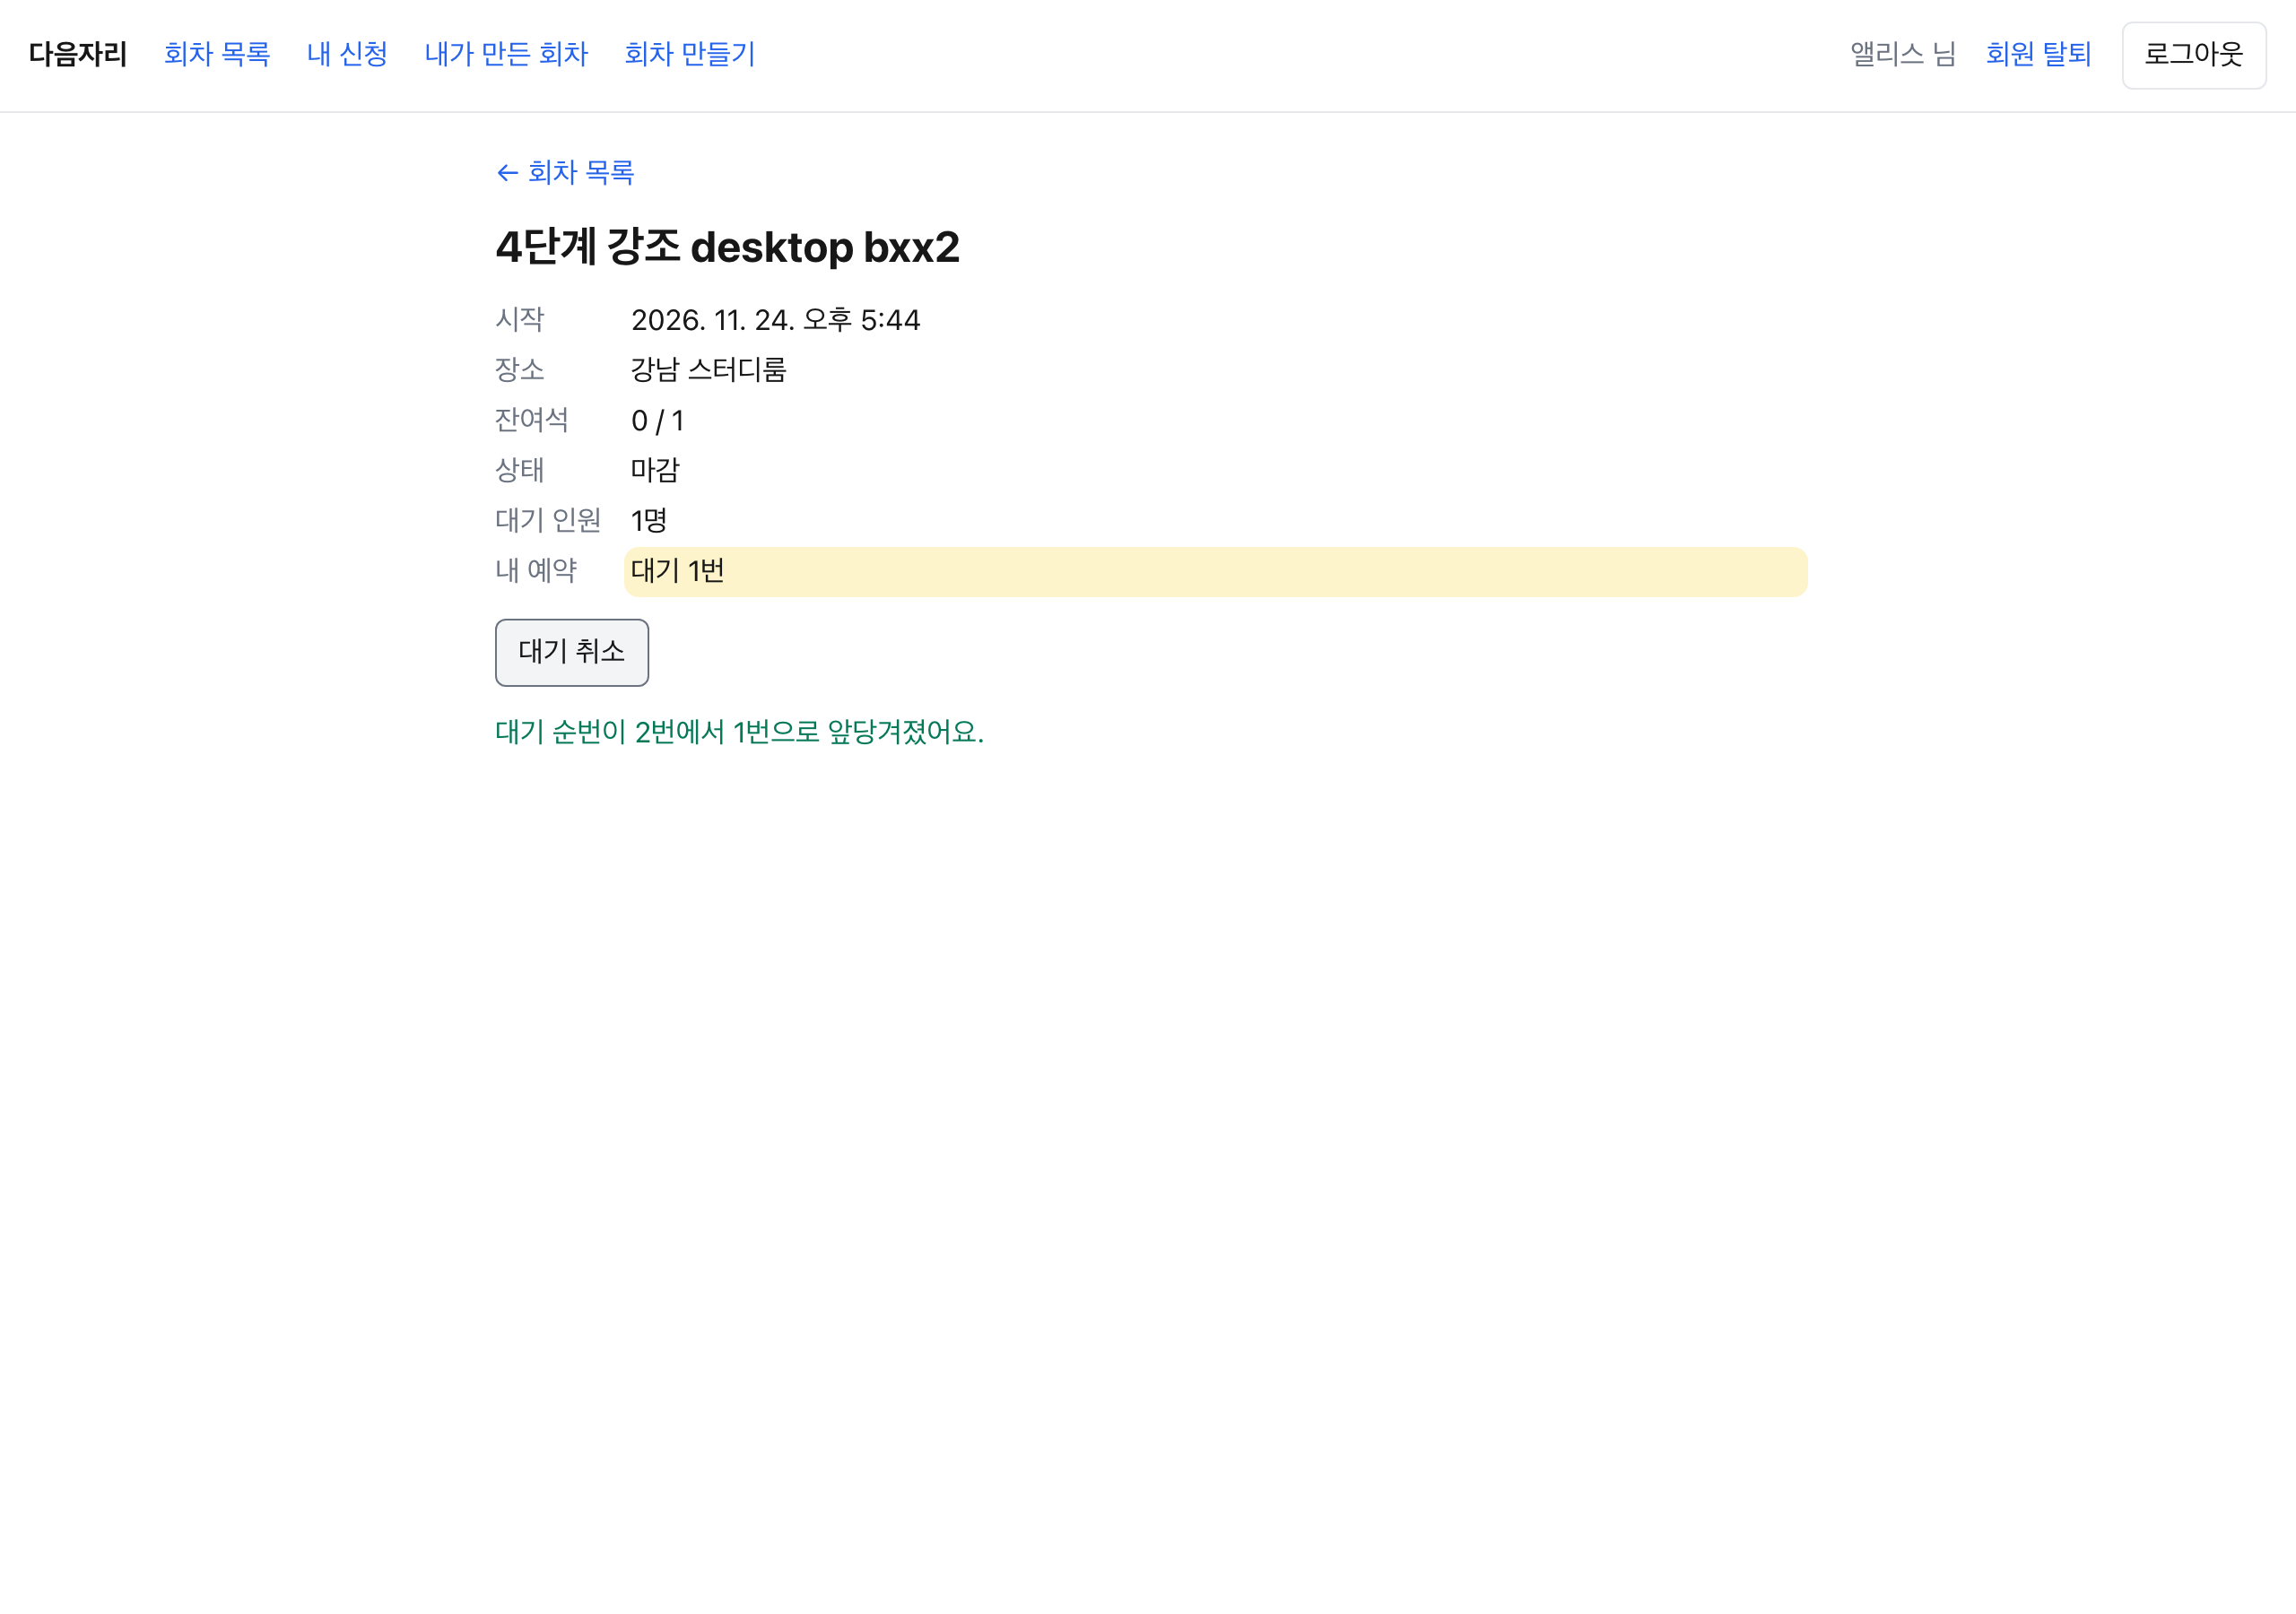 다음자리 회차 목록 내 신청 내가 만든 회차 회차 만들기 앨리스 님 회원 탈퇴 로그아웃
← 회차 목록
4단계 강조 desktop bxx2
시작 2026. 11. 24. 오후 5:44
장소 강남 스터디룸
잔여석 0 / 1
상태 마감
대기 인원 1명
내 예약 대기 1번
대기 취소
대기 순번이 2번에서 1번으로 앞당겨졌어요.